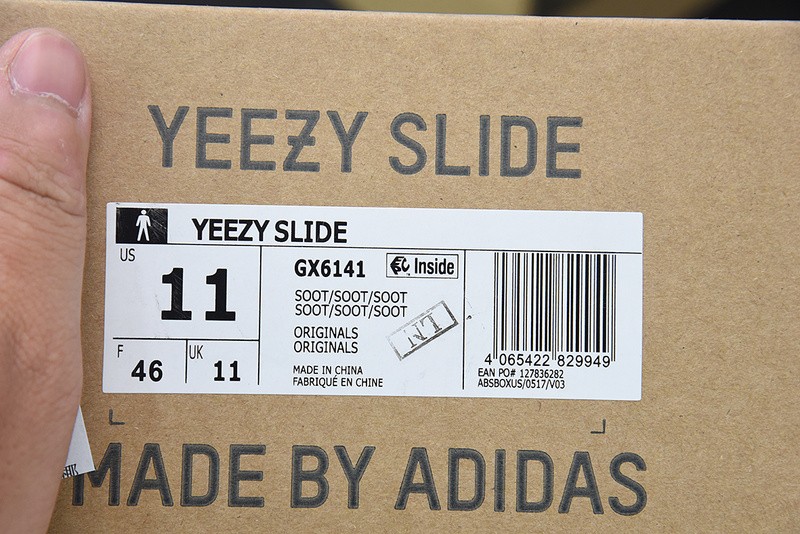 YEEZY SLIDE
YEEZY SLIDE
US
11
F
46
UK
11
GX6141
Inside
SOOT/SOOT/SOOT
SOOT/SOOT/SOOT
ORIGINALS
ORIGINALS
MADE IN CHINA
FABRIQUÉ EN CHINE
4 065422 829949
EAN PO# 127836282
ABSBOXUS/0517/V03
MADE BY ADIDAS